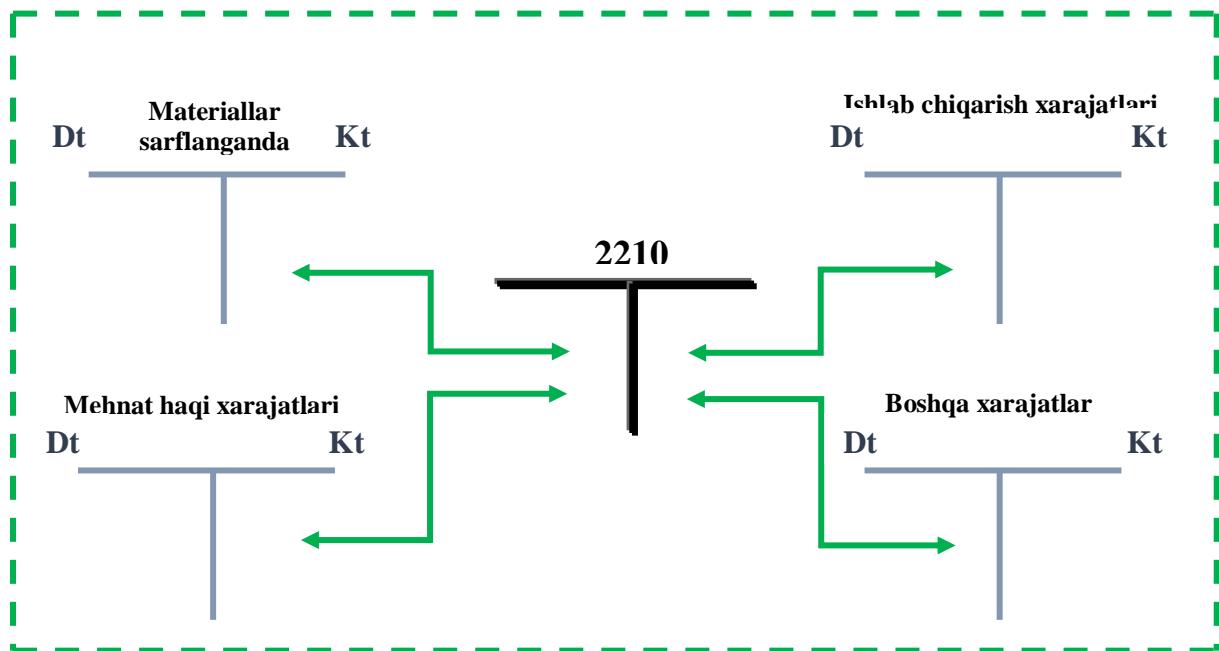 Materiallar
sarflanganda
Dt
Kt
Ishlab chiqarish xarajatlari
Dt
Kt
2210
Mehnat haqi xarajatlari
Dt
Kt
Boshqa xarajatlar
Dt
Kt